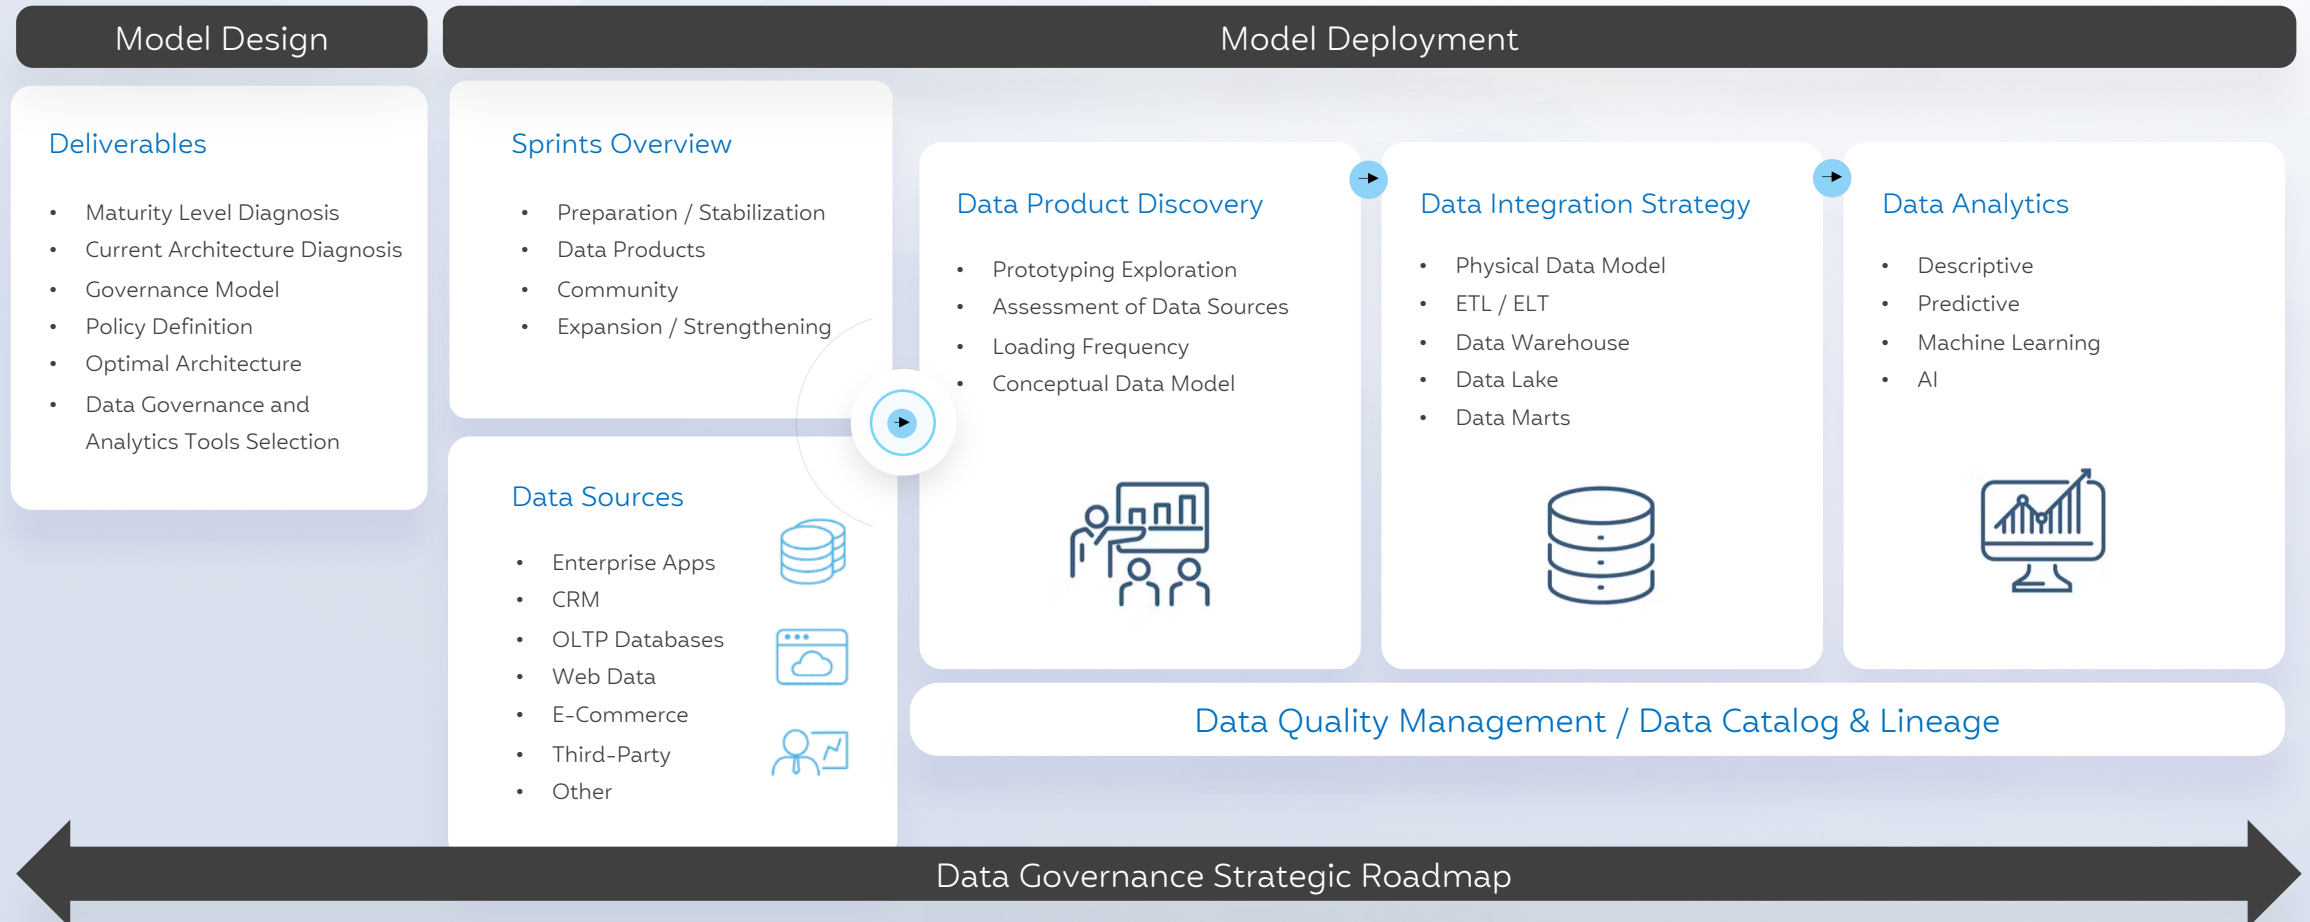 Model Design
Model Deployment
Deliverables
• Maturity Level Diagnosis
• Current Architecture Diagnosis
• Governance Model
• Policy Definition
• Optimal Architecture
• Data Governance and
Analytics Tools Selection
Sprints Overview
• Preparation / Stabilization
• Data Products
• Community
• Expansion / Strengthening
Data Sources
• Enterprise Apps
• CRM
• OLTP Databases
• Web Data
• E-Commerce
• Third-Party
• Other
Data Product Discovery
• Prototyping Exploration
• Assessment of Data Sources
• Loading Frequency
• Conceptual Data Model
Data Integration Strategy
• Physical Data Model
• ETL / ELT
• Data Warehouse
• Data Lake
• Data Marts
Data Analytics
• Descriptive
• Predictive
• Machine Learning
• AI
Data Quality Management / Data Catalog & Lineage
Data Governance Strategic Roadmap